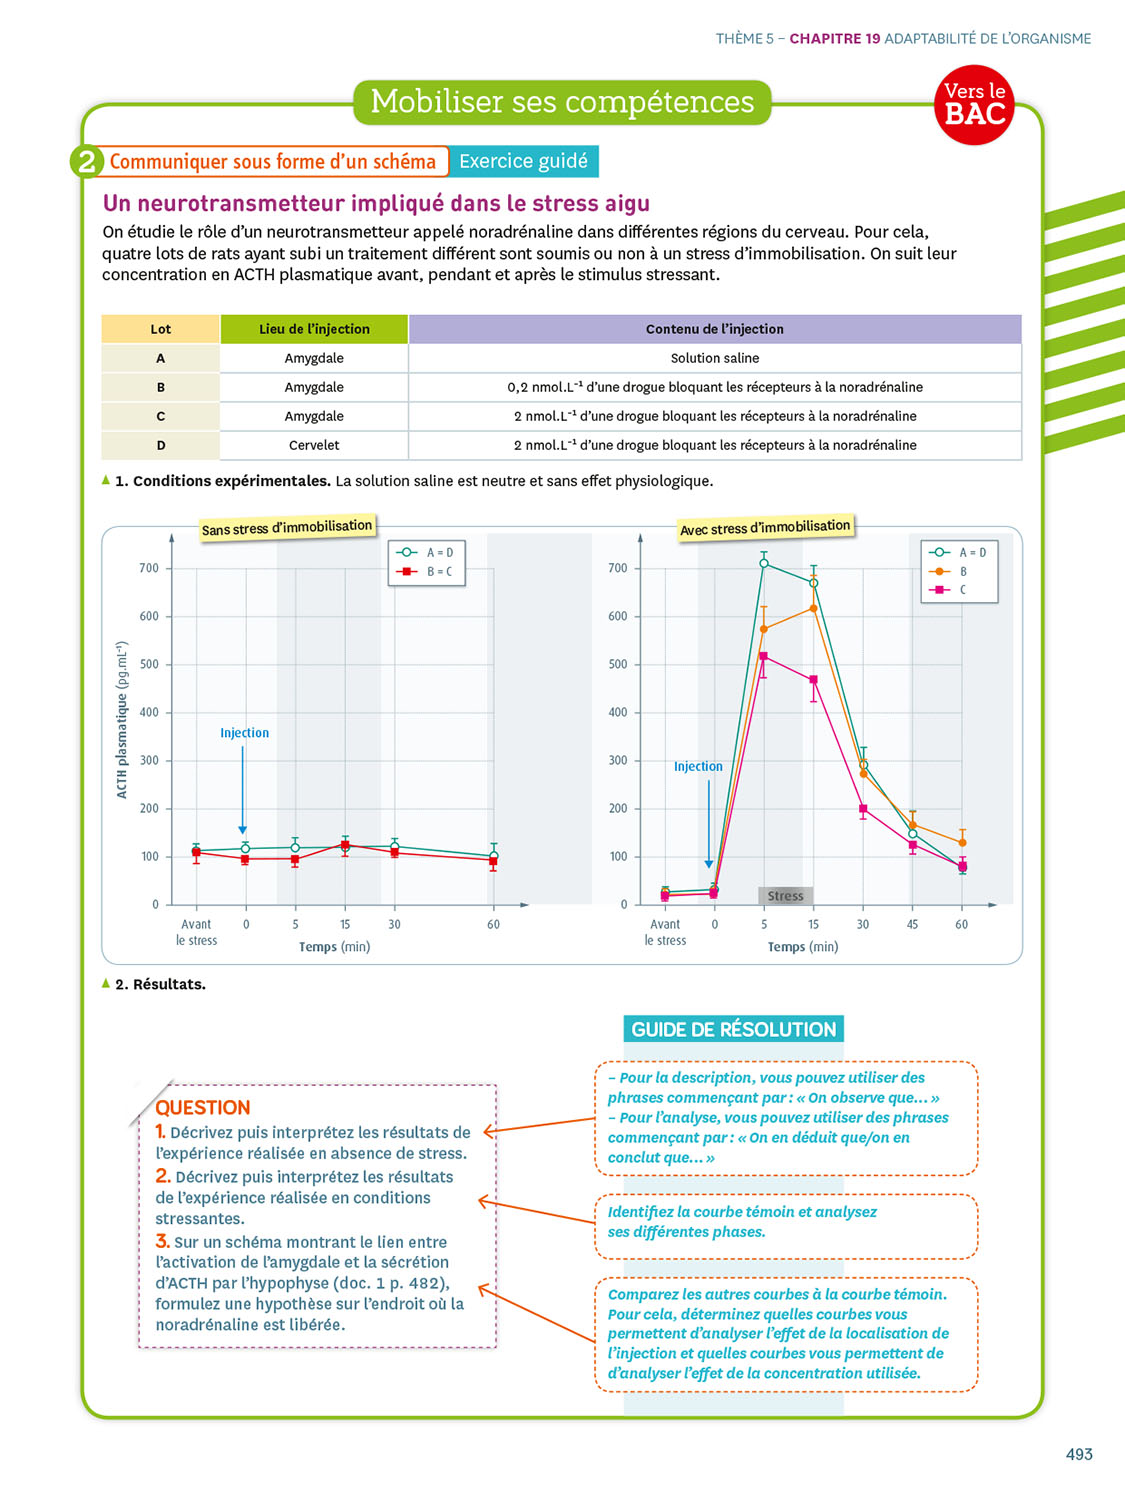 THÈME 5 – CHAPITRE 19 ADAPTABILITÉ DE L'ORGANISME
Mobiliser ses compétences
Vers le
BAC
2 Communiquer sous forme d'un schéma Exercice guidé
Un neurotransmetteur impliqué dans le stress aigu
On étudie le rôle d'un neurotransmetteur appelé noradrénaline dans différentes régions du cerveau. Pour cela,
quatre lots de rats ayant subi un traitement différent sont soumis ou non à un stress d'immobilisation. On suit leur
concentration en ACTH plasmatique avant, pendant et après le stimulus stressant.
Lot Lieu de l'injection Contenu de l'injection
A Amygdale Solution saline
B Amygdale 0,2 nmol.L⁻¹ d'une drogue bloquant les récepteurs à la noradrénaline
C Amygdale 2 nmol.L⁻¹ d'une drogue bloquant les récepteurs à la noradrénaline
D Cervelet 2 nmol.L⁻¹ d'une drogue bloquant les récepteurs à la noradrénaline
1. Conditions expérimentales. La solution saline est neutre et sans effet physiologique.
Sans stress d'immobilisation
A = D
B = C
ACTH plasmatique (pg.mL⁻¹)
700
600
500
400
300
200
100
0
Injection
Avant
le stress
0 5 15 30 60
Temps (min)
Avec stress d'immobilisation
A = D
B
C
700
600
500
400
300
200
100
0
Injection
Stress
Avant
le stress
0 5 15 30 45 60
Temps (min)
2. Résultats.
GUIDE DE RÉSOLUTION
QUESTION
1. Décrivez puis interprétez les résultats de
l'expérience réalisée en absence de stress.
2. Décrivez puis interprétez les résultats
de l'expérience réalisée en conditions
stressantes.
3. Sur un schéma montrant le lien entre
l'activation de l'amygdale et la sécrétion
d'ACTH par l'hypophyse (doc. 1 p. 482),
formulez une hypothèse sur l'endroit où la
noradrénaline est libérée.
– Pour la description, vous pouvez utiliser des
phrases commençant par : « On observe que... »
– Pour l'analyse, vous pouvez utiliser des phrases
commençant par : « On en déduit que/on en
conclut que... »
Identifiez la courbe témoin et analysez
ses différentes phases.
Comparez les autres courbes à la courbe témoin.
Pour cela, déterminez quelles courbes vous
permettent d'analyser l'effet de la localisation de
l'injection et quelles courbes vous permettent de
d'analyser l'effet de la concentration utilisée.
493